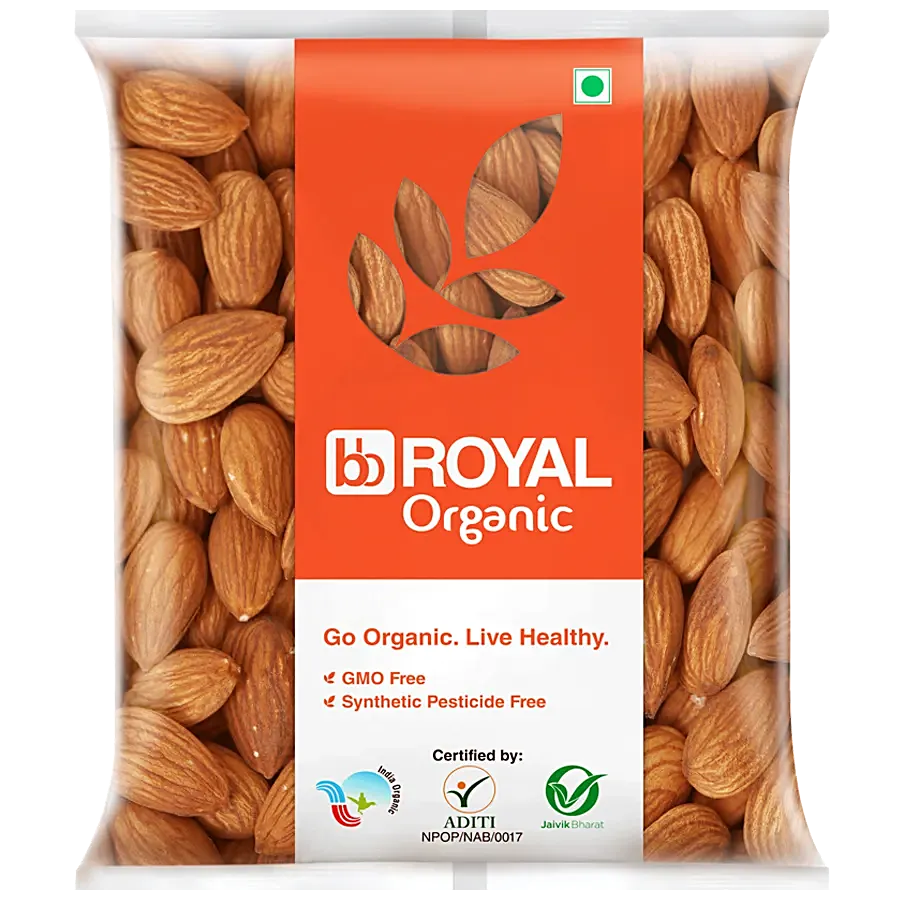 bb ROYAL
Organic
Go Organic. Live Healthy.
GMO Free
Synthetic Pesticide Free
Certified by:
India Organic
ADITI
NPOP/NAB/0017
Jaivik Bharat